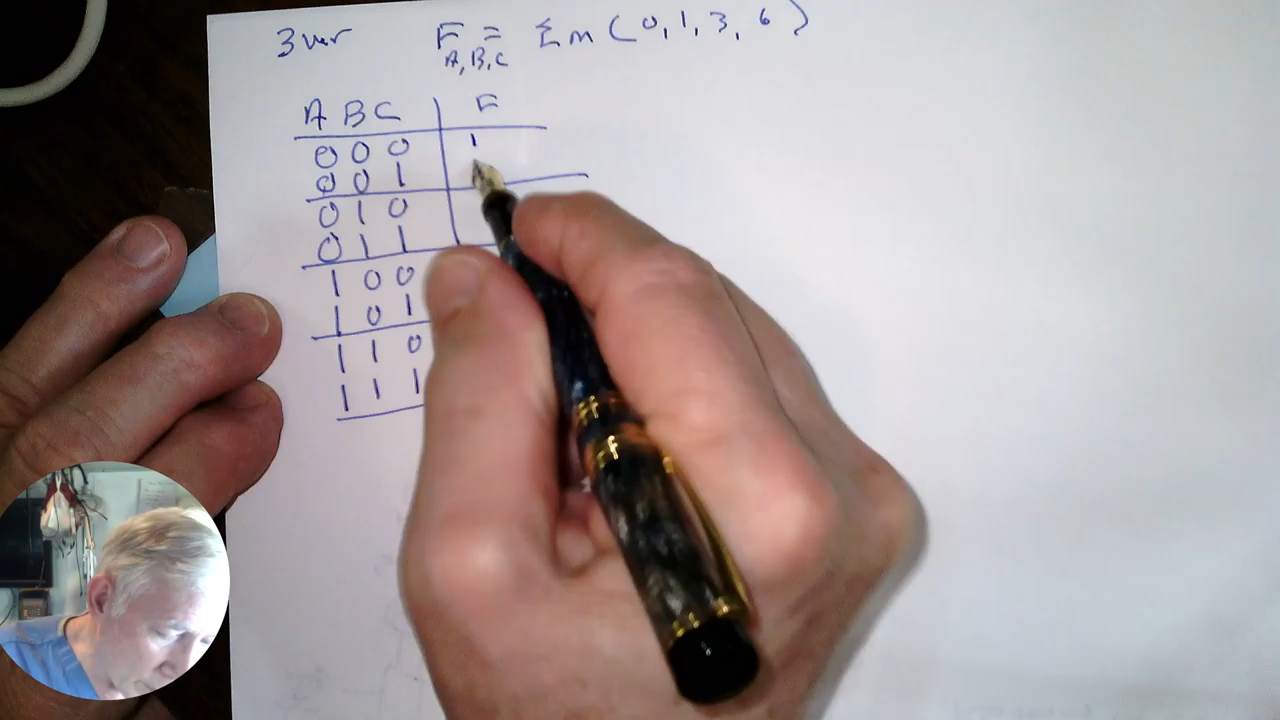 3 var F = Σm (0, 1, 3, 6)
A, B, C
A B C F
0 0 0 1
0 0 1
0 1 0
0 1 1
1 0 0
1 0 1
1 1 0
1 1 1